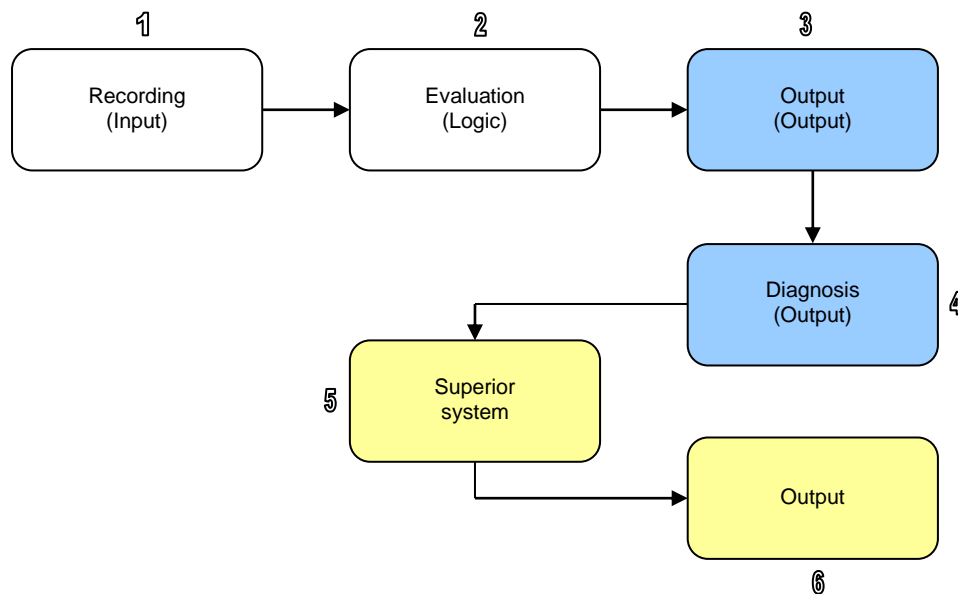 1
2
3
Recording
(Input)
Evaluation
(Logic)
Output
(Output)
Diagnosis
(Output)
4
Superior
system
5
Output
6